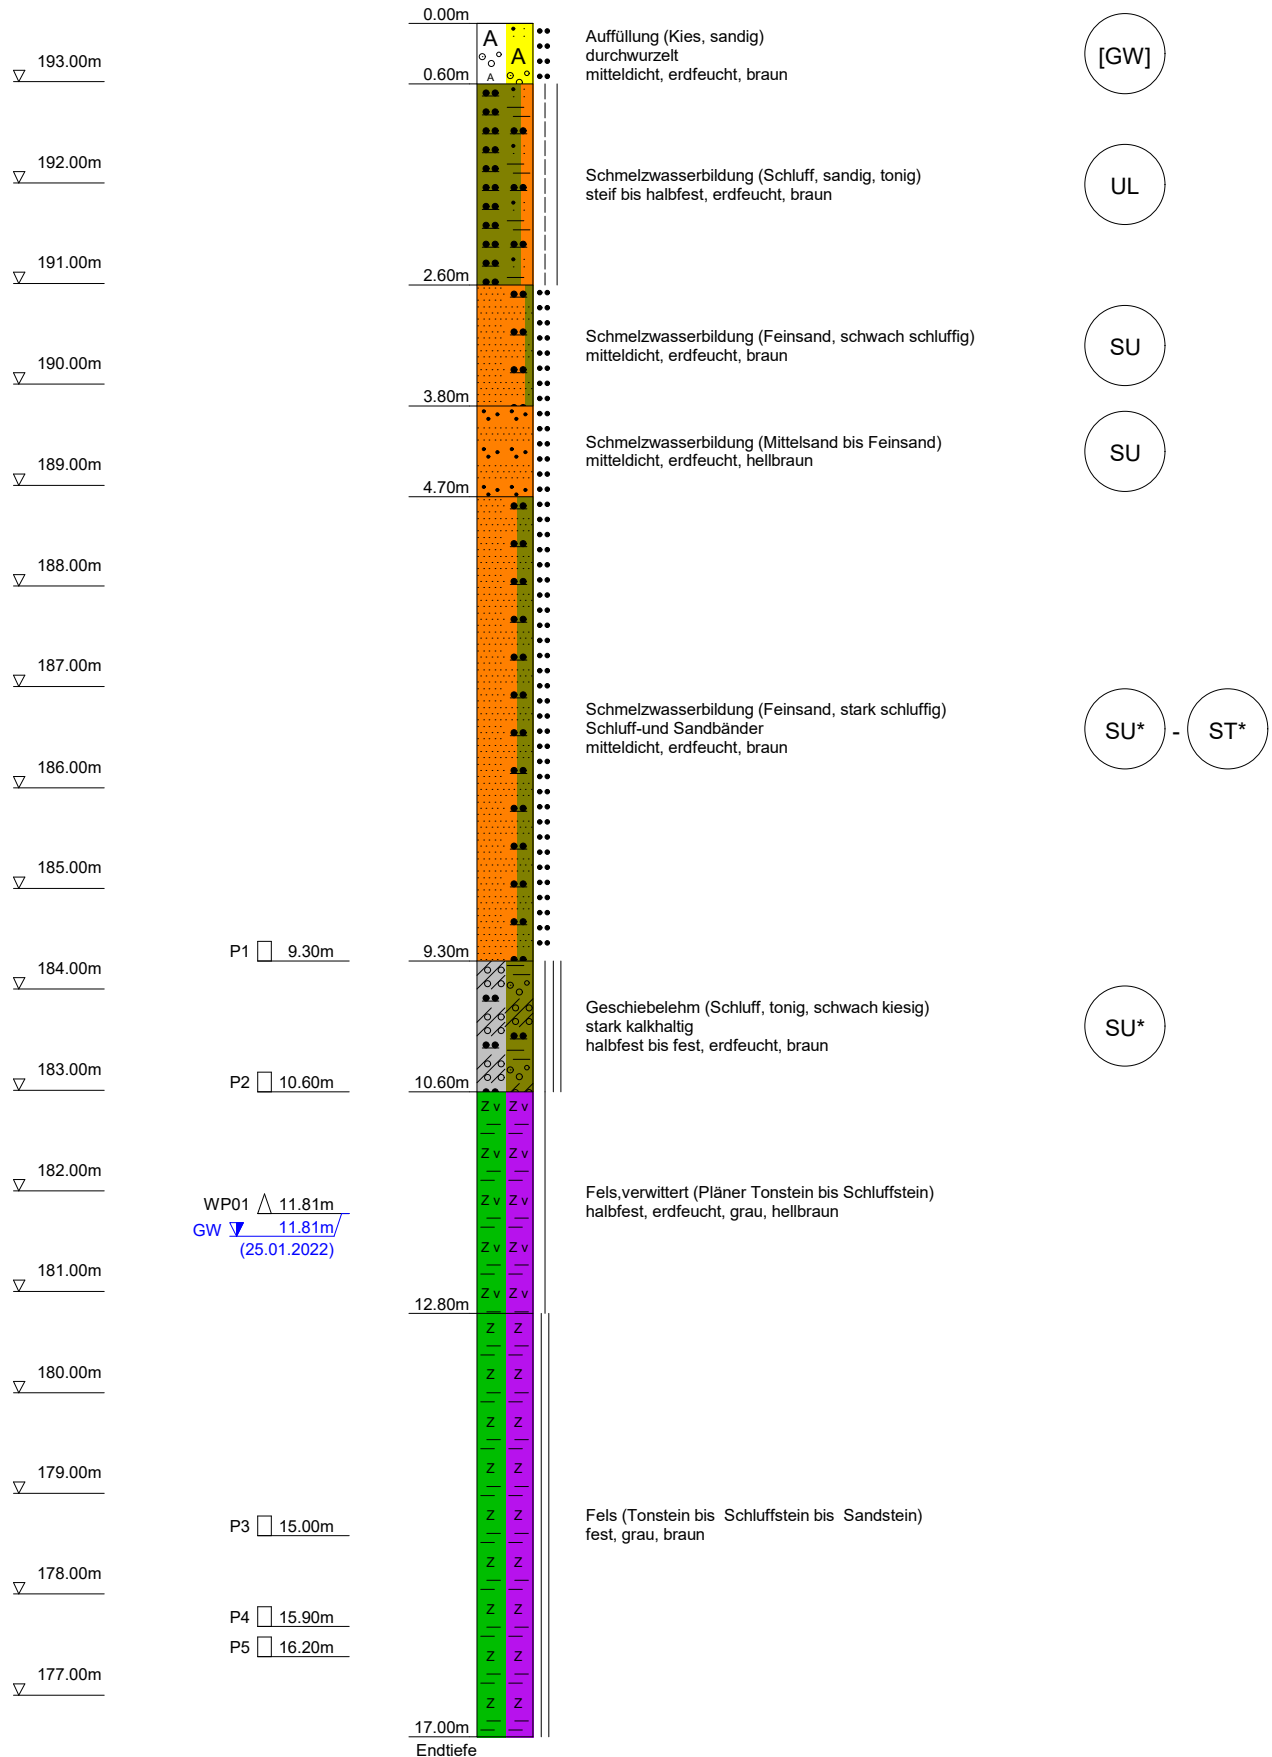 0.00m
A
A
A
Auffüllung (Kies, sandig)
durchwurzelt
mitteldicht, erdfeucht, braun
[GW]
193.00m
0.60m
192.00m
Schmelzwasserbildung (Schluff, sandig, tonig)
steif bis halbfest, erdfeucht, braun
UL
191.00m
2.60m
Schmelzwasserbildung (Feinsand, schwach schluffig)
mitteldicht, erdfeucht, braun
SU
190.00m
3.80m
Schmelzwasserbildung (Mittelsand bis Feinsand)
mitteldicht, erdfeucht, hellbraun
SU
189.00m
4.70m
188.00m
187.00m
Schmelzwasserbildung (Feinsand, stark schluffig)
Schluff-und Sandbänder
mitteldicht, erdfeucht, braun
SU* - ST*
186.00m
185.00m
P1 9.30m
9.30m
184.00m
Geschiebelehm (Schluff, tonig, schwach kiesig)
stark kalkhaltig
halbfest bis fest, erdfeucht, braun
SU*
183.00m
P2 10.60m
10.60m
Z v Z v
Z v Z v
182.00m
Fels,verwittert (Pläner Tonstein bis Schluffstein)
halbfest, erdfeucht, grau, hellbraun
Z v Z v
WP01 11.81m
GW 11.81m
(25.01.2022)
Z v Z v
181.00m
Z v Z v
12.80m
Z Z
180.00m
Z Z
Z Z
179.00m
Z Z
Fels (Tonstein bis Schluffstein bis Sandstein)
fest, grau, braun
Z Z
P3 15.00m
178.00m
Z Z
P4 15.90m
Z Z
P5 16.20m
Z Z
177.00m
Z Z
17.00m
Endtiefe